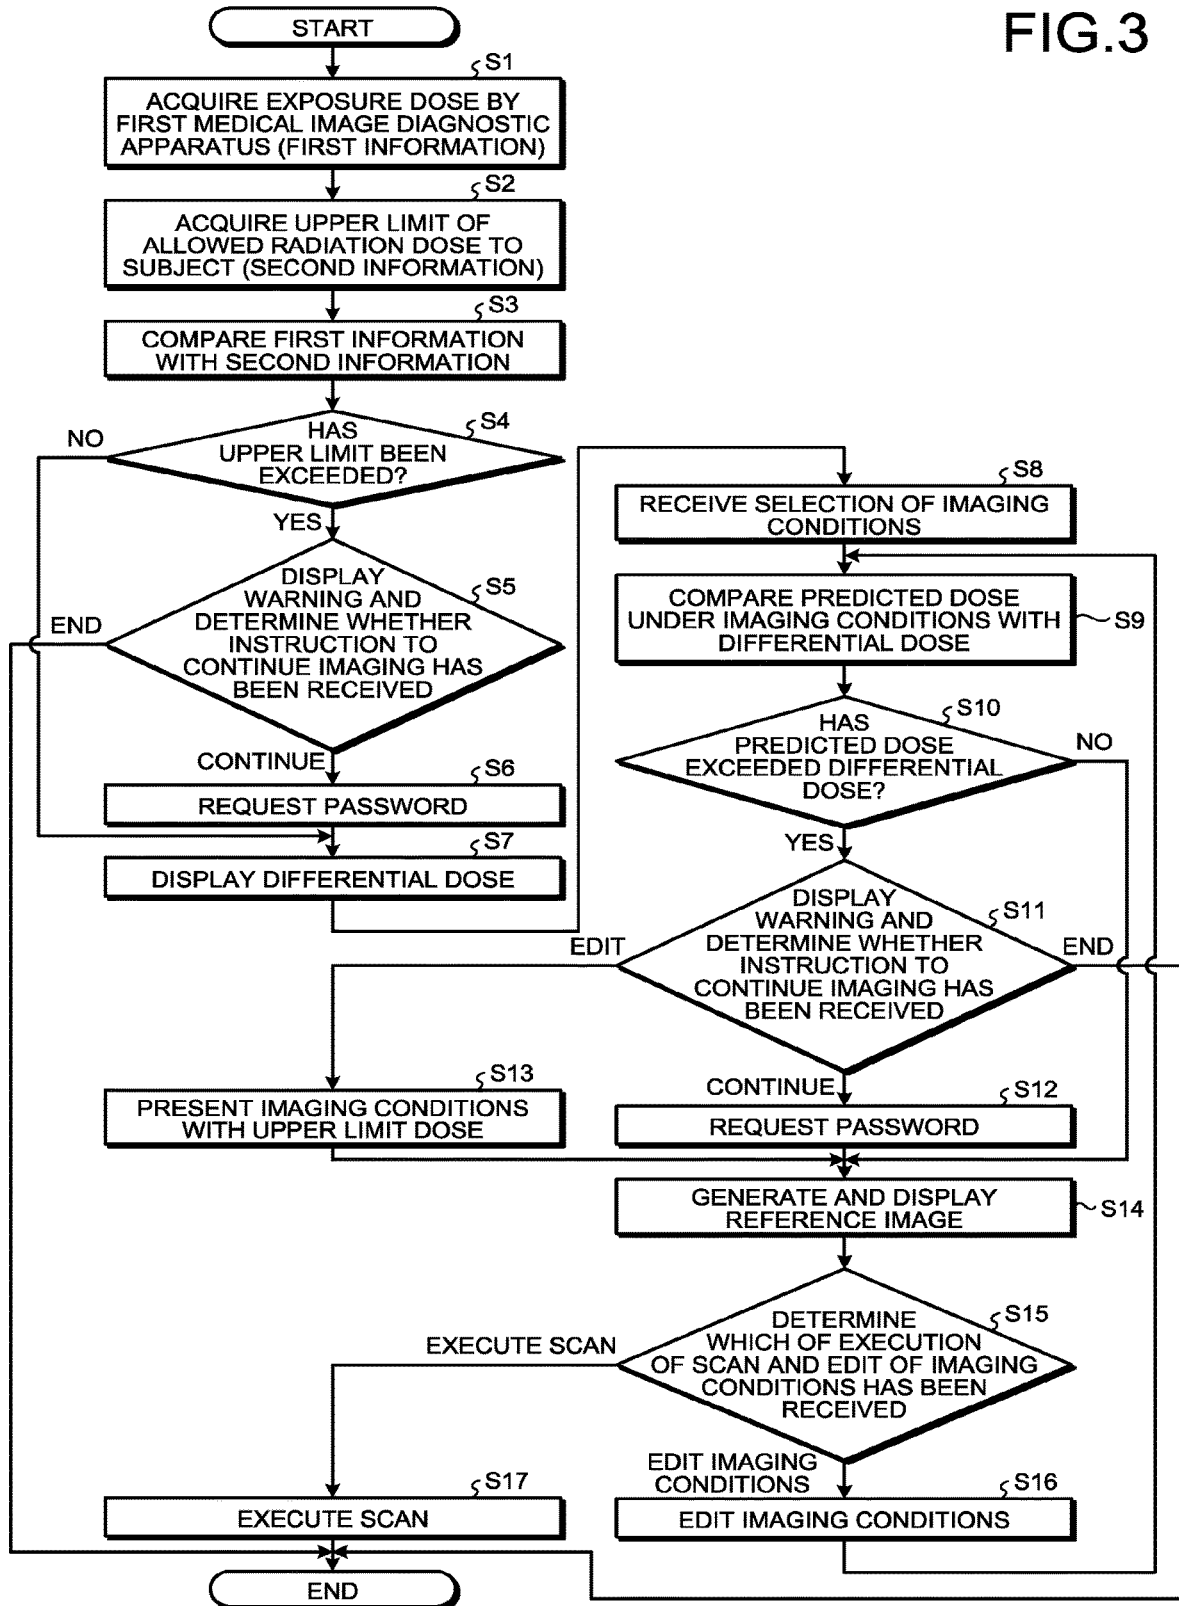 FIG.3
START
S1
ACQUIRE EXPOSURE DOSE BY
FIRST MEDICAL IMAGE DIAGNOSTIC
APPARATUS (FIRST INFORMATION)
S2
ACQUIRE UPPER LIMIT OF
ALLOWED RADIATION DOSE TO
SUBJECT (SECOND INFORMATION)
S3
COMPARE FIRST INFORMATION
WITH SECOND INFORMATION
S4
NO
HAS
UPPER LIMIT BEEN
EXCEEDED?
YES
S5
END
DISPLAY
WARNING AND
DETERMINE WHETHER
INSTRUCTION TO
CONTINUE IMAGING HAS
BEEN RECEIVED
CONTINUE
S6
REQUEST PASSWORD
S7
DISPLAY DIFFERENTIAL DOSE
S8
RECEIVE SELECTION OF IMAGING
CONDITIONS
COMPARE PREDICTED DOSE
UNDER IMAGING CONDITIONS WITH
DIFFERENTIAL DOSE
S9
S10
HAS
PREDICTED DOSE
EXCEEDED DIFFERENTIAL
DOSE?
NO
YES
S11
DISPLAY
WARNING AND
DETERMINE WHETHER
INSTRUCTION TO
CONTINUE IMAGING HAS
BEEN RECEIVED
EDIT
END
CONTINUE
S12
REQUEST PASSWORD
S13
PRESENT IMAGING CONDITIONS
WITH UPPER LIMIT DOSE
GENERATE AND DISPLAY
REFERENCE IMAGE
S14
S15
DETERMINE
WHICH OF EXECUTION
OF SCAN AND EDIT OF IMAGING
CONDITIONS HAS BEEN
RECEIVED
EXECUTE SCAN
EDIT IMAGING
CONDITIONS
S16
EDIT IMAGING CONDITIONS
S17
EXECUTE SCAN
END